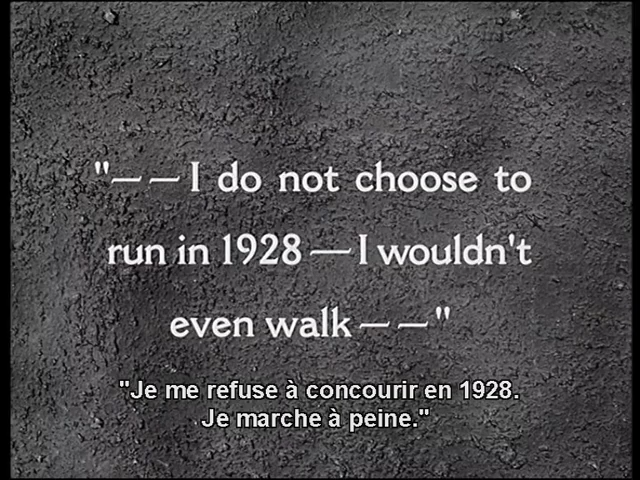 "— — I do not choose to
run in 1928 — I wouldn't
even walk — —"
"Je me refuse à concourir en 1928.
Je marche à peine."